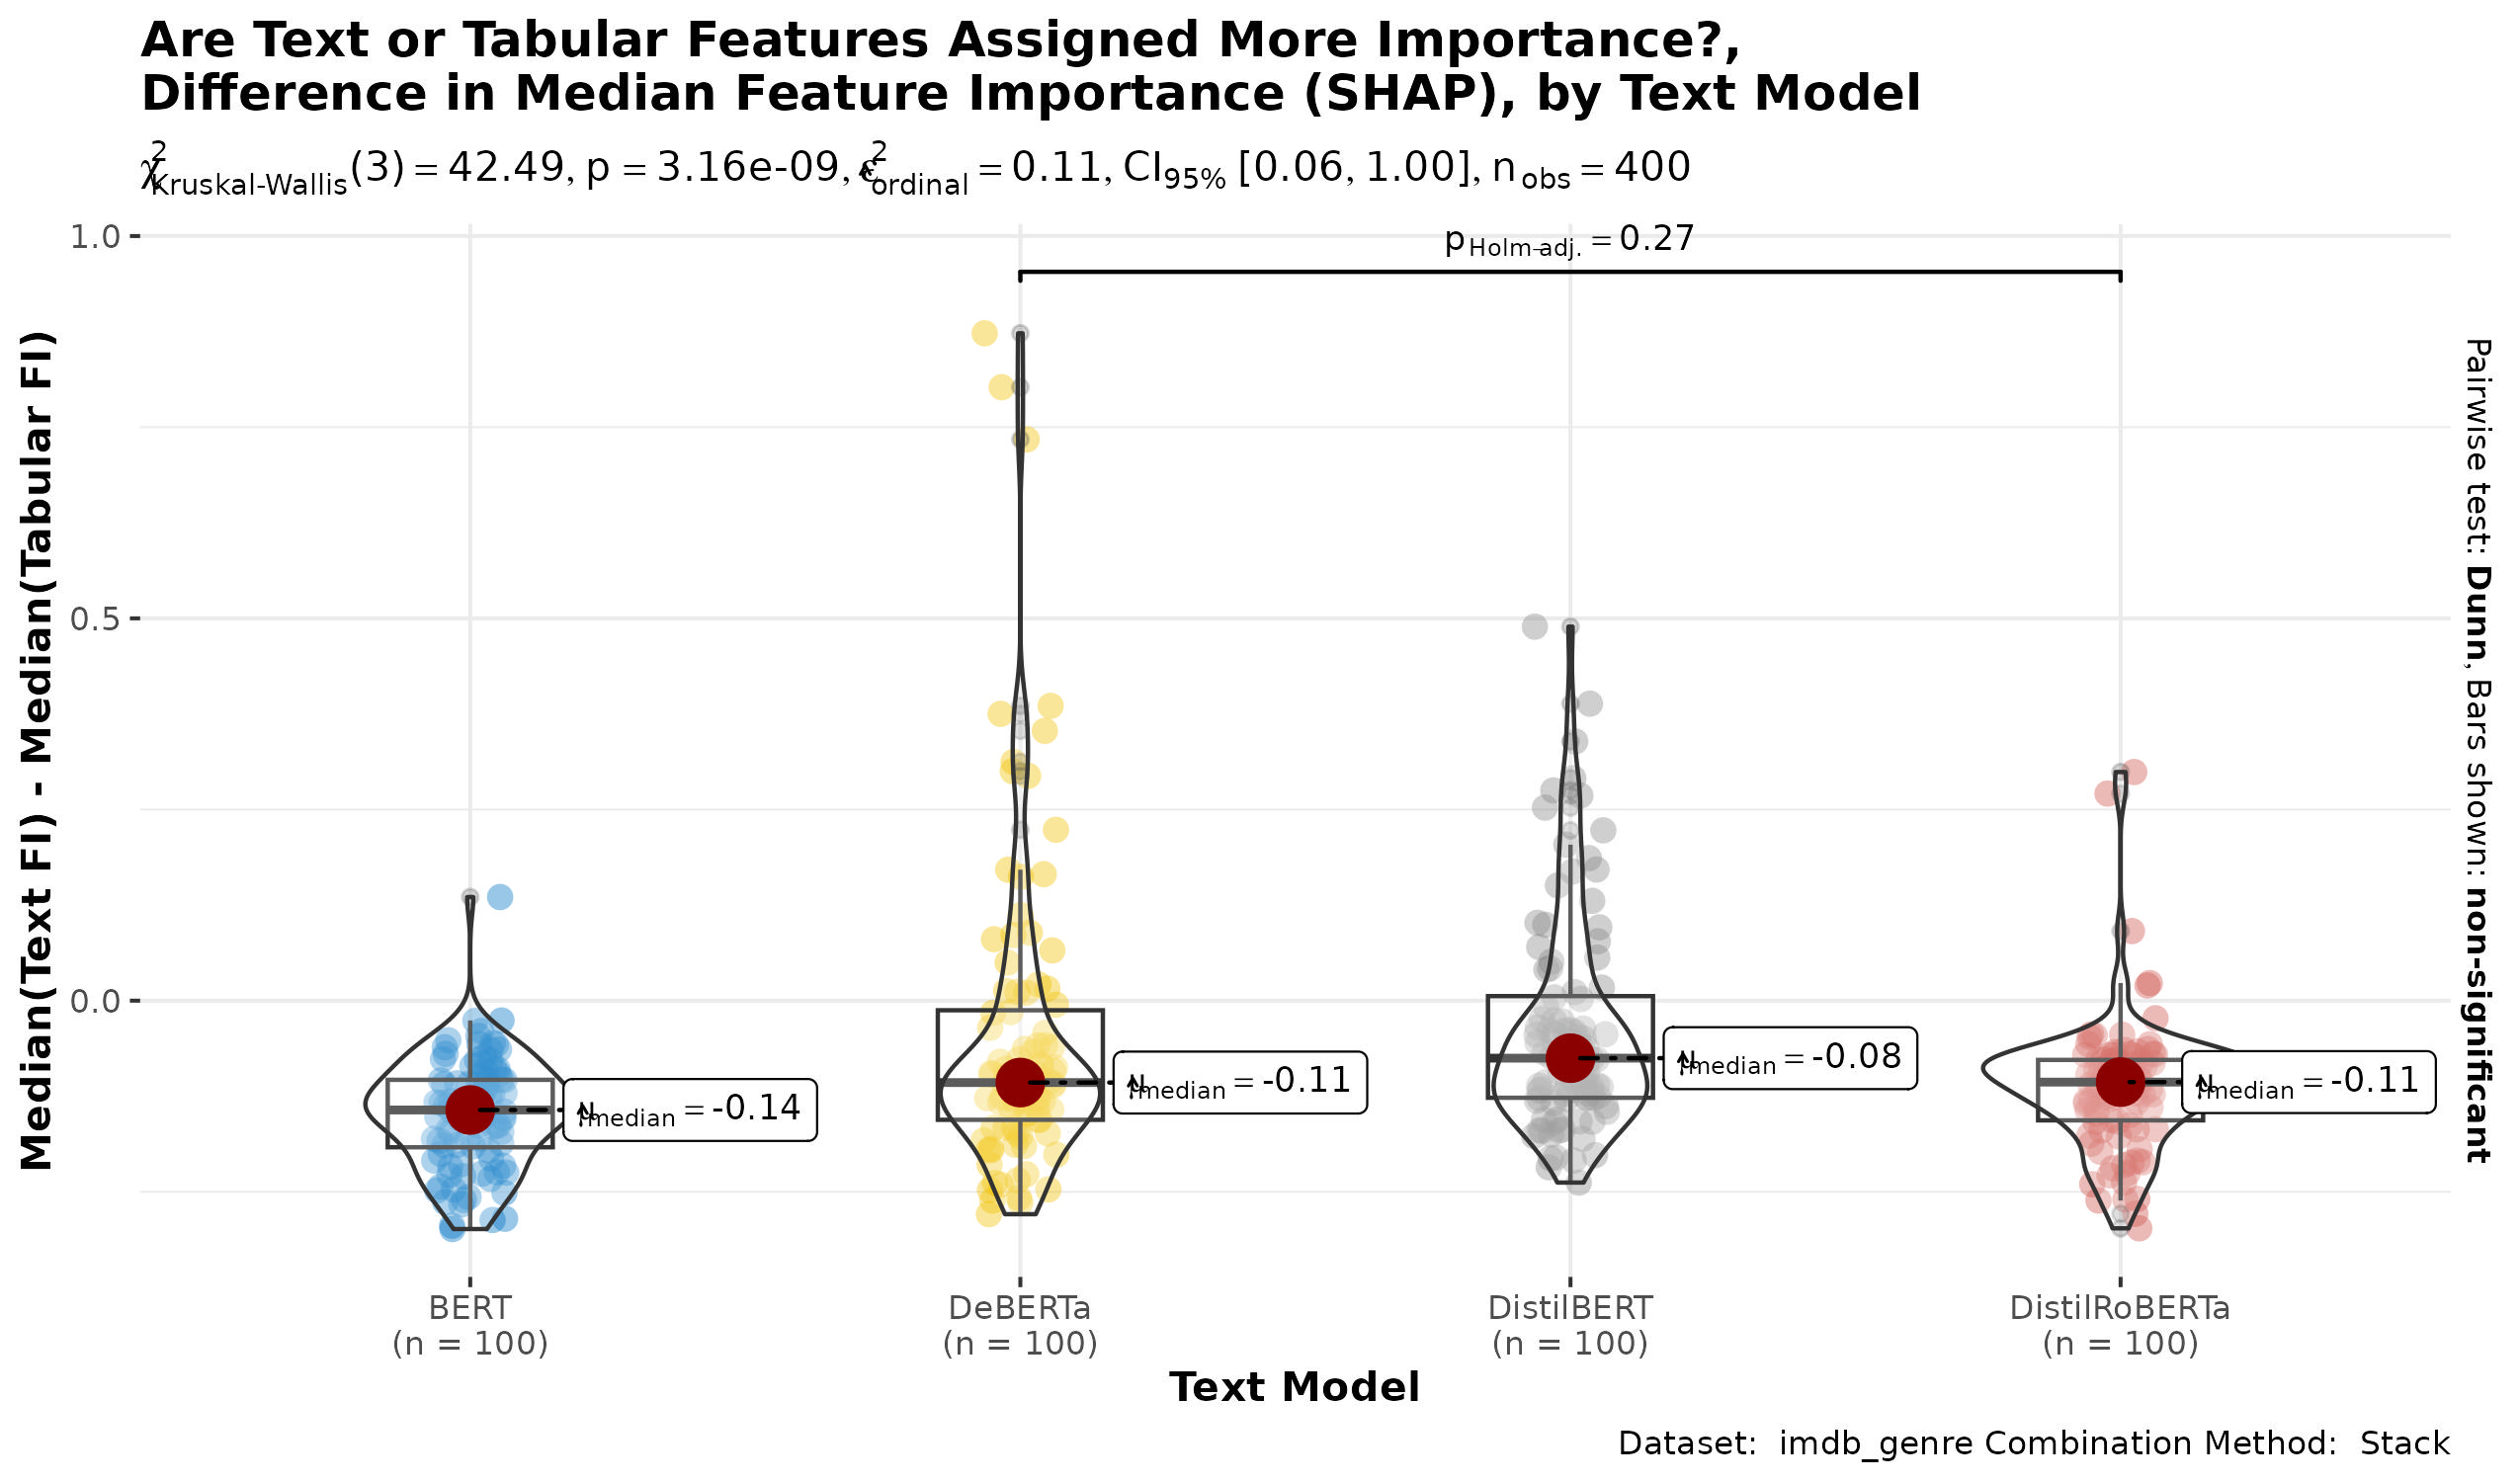 Are Text or Tabular Features Assigned More Importance?,
Difference in Median Feature Importance (SHAP), by Text Model
χ²Kruskal-Wallis(3) = 42.49, p = 3.16e-09, ε̂²ordinal = 0.11, CI95% [0.06, 1.00], nobs = 400
Median(Text FI) - Median(Tabular FI)
1.0
0.5
0.0
pHolm-adj. = 0.27
μ̂median = -0.14
μ̂median = -0.11
μ̂median = -0.08
μ̂median = -0.11
Pairwise test: Dunn, Bars shown: non-significant
BERT
(n = 100)
DeBERTa
(n = 100)
DistilBERT
(n = 100)
DistilRoBERTa
(n = 100)
Text Model
Dataset: imdb_genre Combination Method: Stack